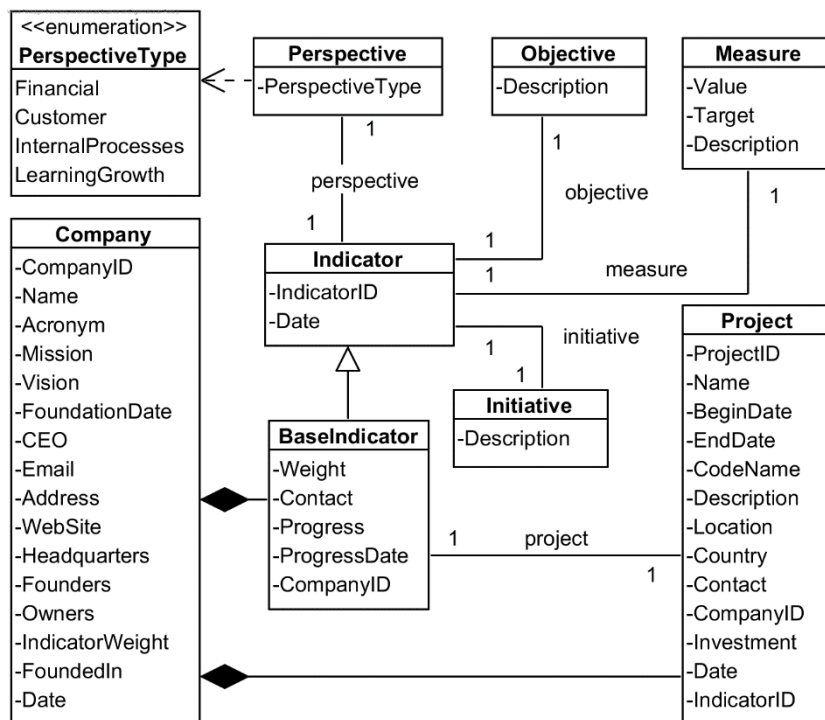 <<enumeration>>
PerspectiveType
Financial
Customer
InternalProcesses
LearningGrowth
Perspective
-PerspectiveType
Objective
-Description
Measure
-Value
-Target
-Description
1
perspective
1
1
objective
1
1
measure
1
Company
-CompanyID
-Name
-Acronym
-Mission
-Vision
-FoundationDate
-CEO
-Email
-Address
-WebSite
-Headquarters
-Founders
-Owners
-IndicatorWeight
-FoundedIn
-Date
Indicator
-IndicatorID
-Date
1
initiative
1
Initiative
-Description
BaseIndicator
-Weight
-Contact
-Progress
-ProgressDate
-CompanyID
1
project
1
Project
-ProjectID
-Name
-BeginDate
-EndDate
-CodeName
-Description
-Location
-Country
-Contact
-CompanyID
-Investment
-Date
-IndicatorID